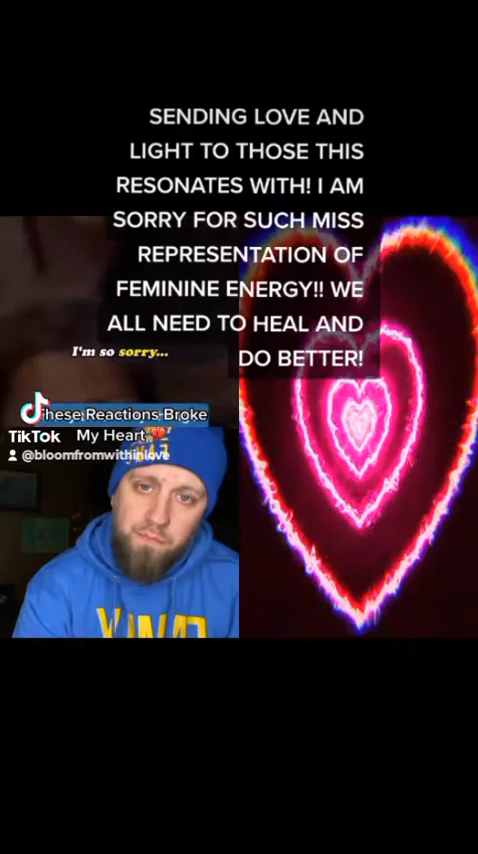 SENDING LOVE AND
LIGHT TO THOSE THIS
RESONATES WITH! I AM
SORRY FOR SUCH MISS
REPRESENTATION OF
FEMININE ENERGY!! WE
ALL NEED TO HEAL AND
DO BETTER!
I'm so sorry...
These Reactions Broke
My Heart
TikTok
@bloomfromwithinlove